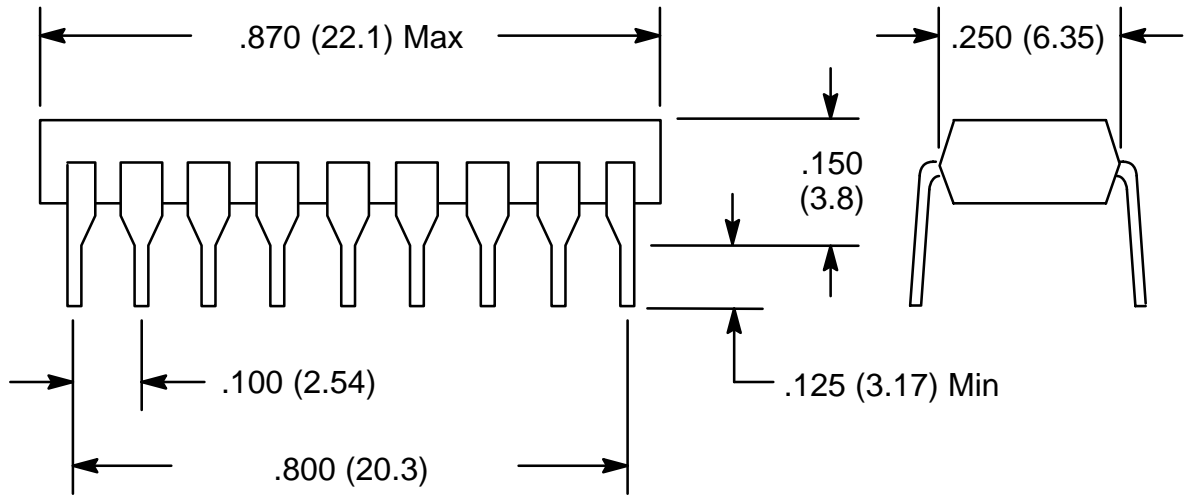 .870 (22.1) Max
.250 (6.35)
.150
(3.8)
.100 (2.54)
.125 (3.17) Min
.800 (20.3)